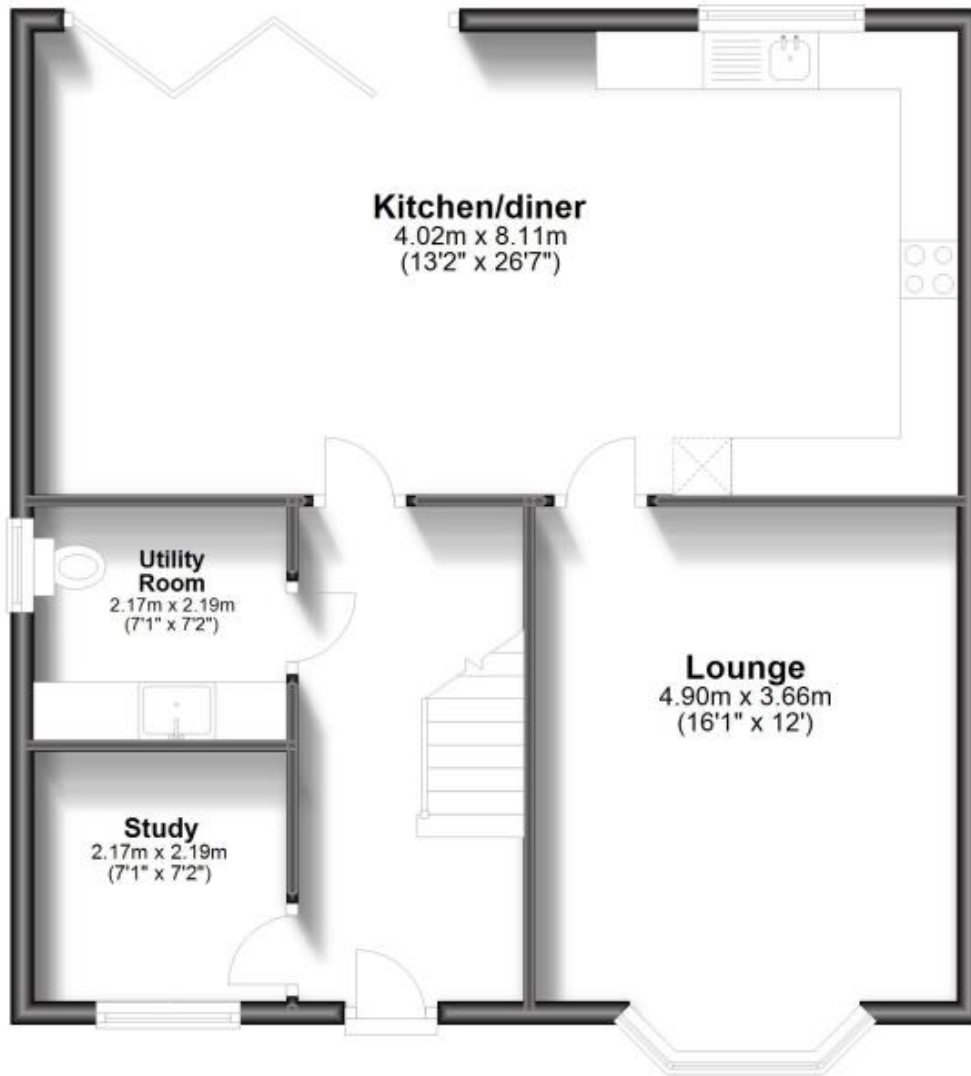 Kitchen/diner
4.02m x 8.11m
(13'2" x 26'7")
Utility
Room
2.17m x 2.19m
(7'1" x 7'2")
Lounge
4.90m x 3.66m
(16'1" x 12')
Study
2.17m x 2.19m
(7'1" x 7'2")